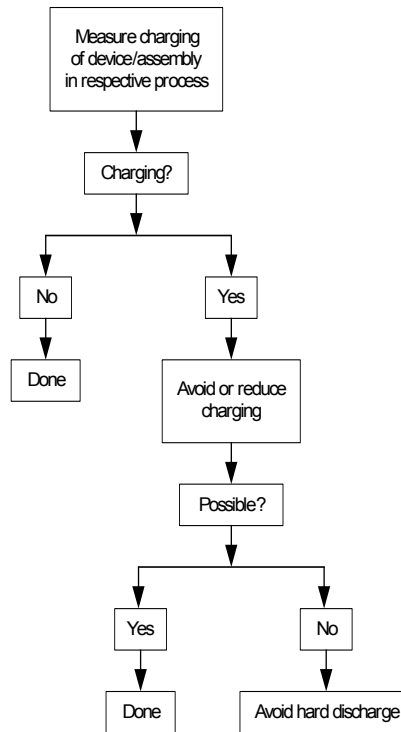 Measure charging
of device/assembly
in respective process
Charging?
No
Yes
Done
Avoid or reduce
charging
Possible?
Yes
No
Done
Avoid hard discharge